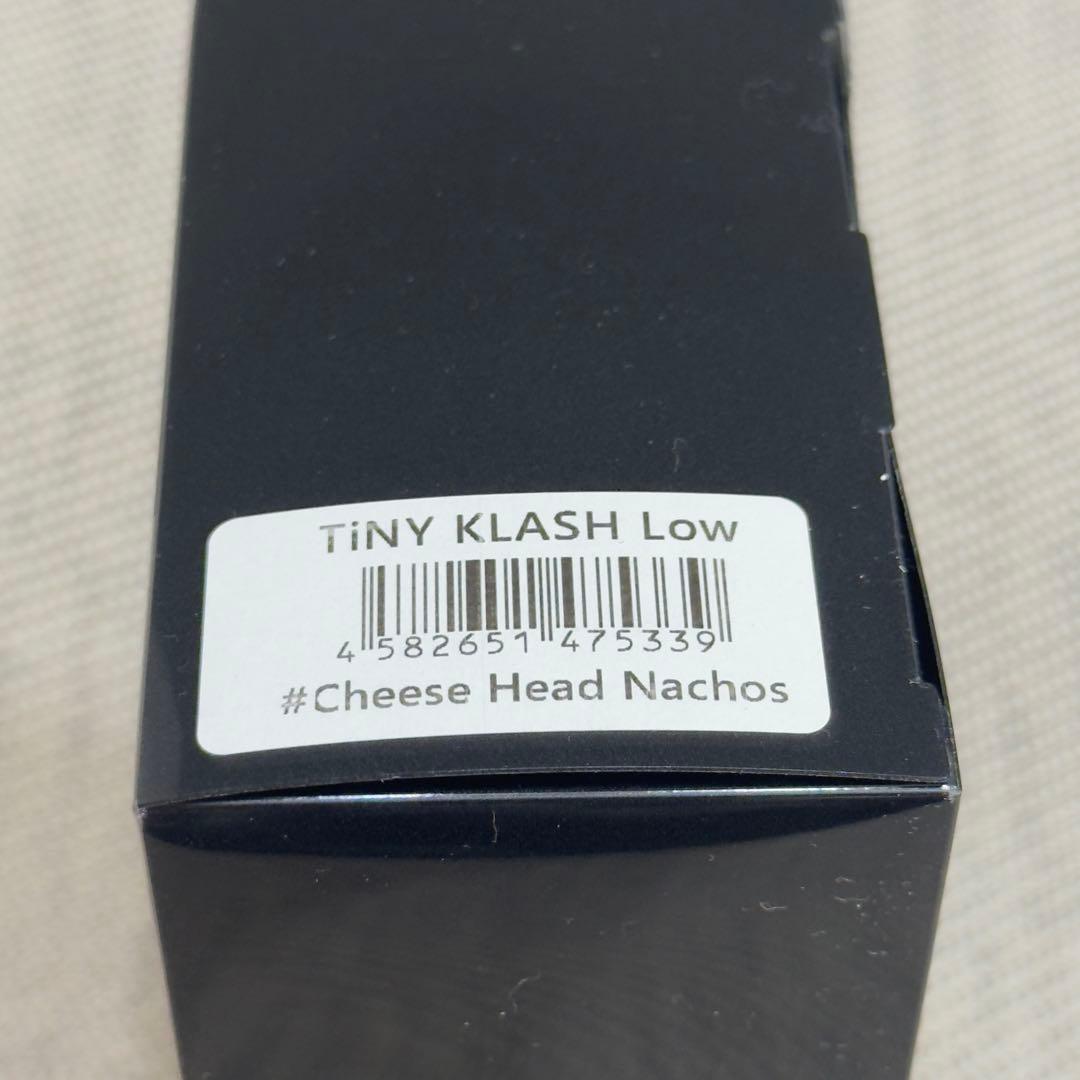 TiNY KLASH Low
4 582651 475339
#Cheese Head Nachos